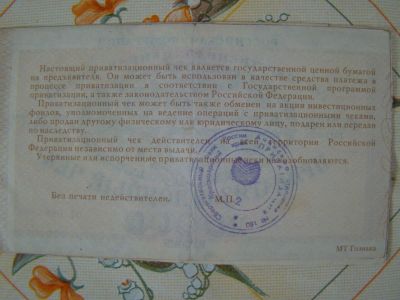 Настоящий приватизационный чек является государственной ценной бумагой
на предъявителя. Он может быть использован в качестве средства платежа в
процессе приватизации в соответствии с Государственной программой
приватизации, а также законодательством Российской Федерации.
Приватизационный чек может быть также обменен на акции инвестиционных
фондов, уполномоченных на ведение операций с приватизационными чеками,
либо продан другому физическому или юридическому лицу, подарен или передан
по наследству.
Приватизационный чек действителен на всей территории Российской
Федерации независимо от места выдачи.
Утерянные или испорченные приватизационные чеки не возобновляются.
Без печати недействителен.
М.П.
2
МТ Гознака